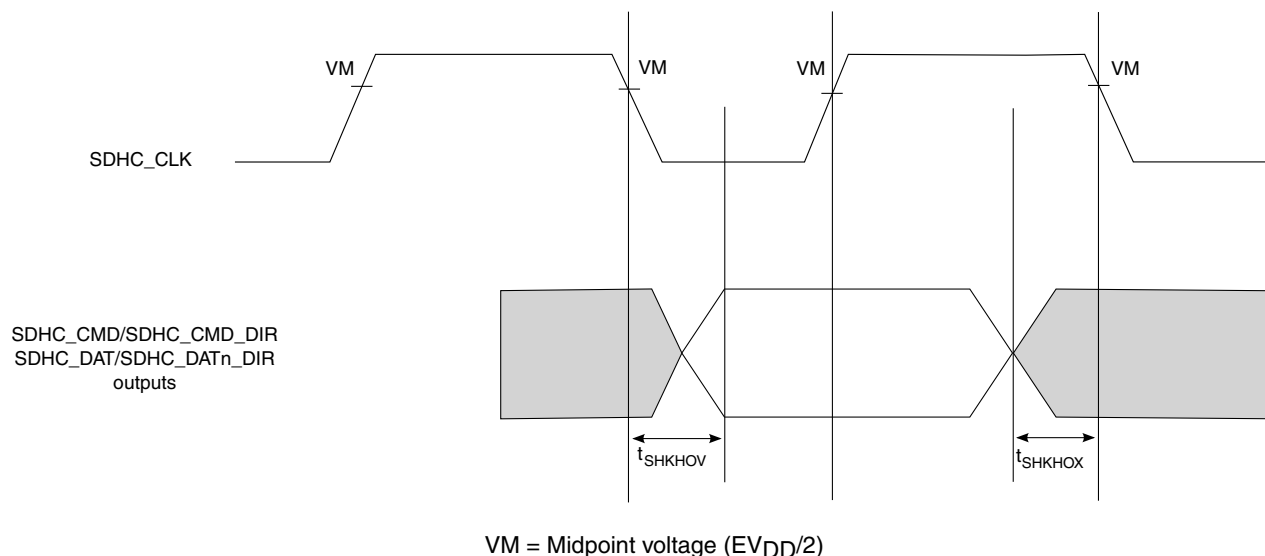 VM VM VM VM
SDHC_CLK
SDHC_CMD/SDHC_CMD_DIR
SDHC_DAT/SDHC_DATn_DIR
outputs
tSHKHOV tSHKHOX
VM = Midpoint voltage (EVDD/2)